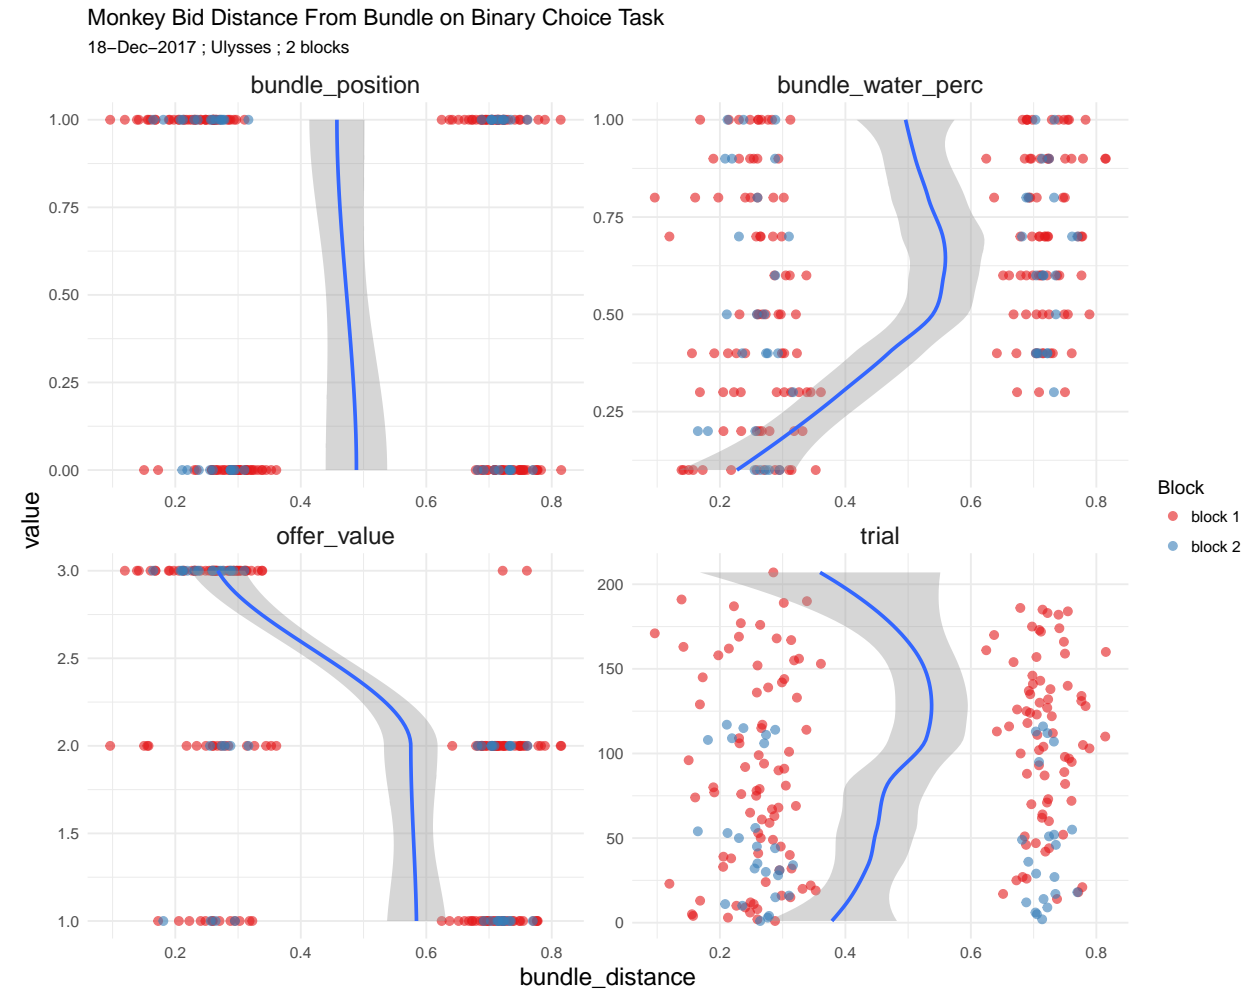 Monkey Bid Distance From Bundle on Binary Choice Task
18–Dec–2017 ; Ulysses ; 2 blocks
bundle_position
bundle_water_perc
1.00
0.75
0.50
0.25
0.00
0.2 0.4 0.6 0.8
1.00
0.75
0.50
0.25
0.2 0.4 0.6 0.8
value
offer_value
trial
3.0
2.5
2.0
1.5
1.0
0.2 0.4 0.6 0.8
200
150
100
50
0
0.2 0.4 0.6 0.8
bundle_distance
Block
block 1
block 2